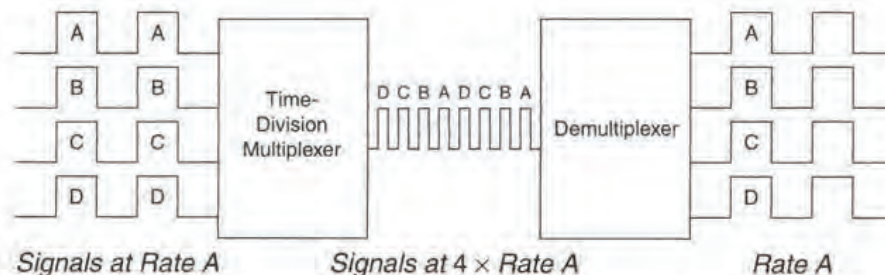 A A A
B B B
C C C
D D D
Time-
Division
Multiplexer
D C B A D C B A
Demultiplexer
Signals at Rate A
Signals at 4 × Rate A
Rate A